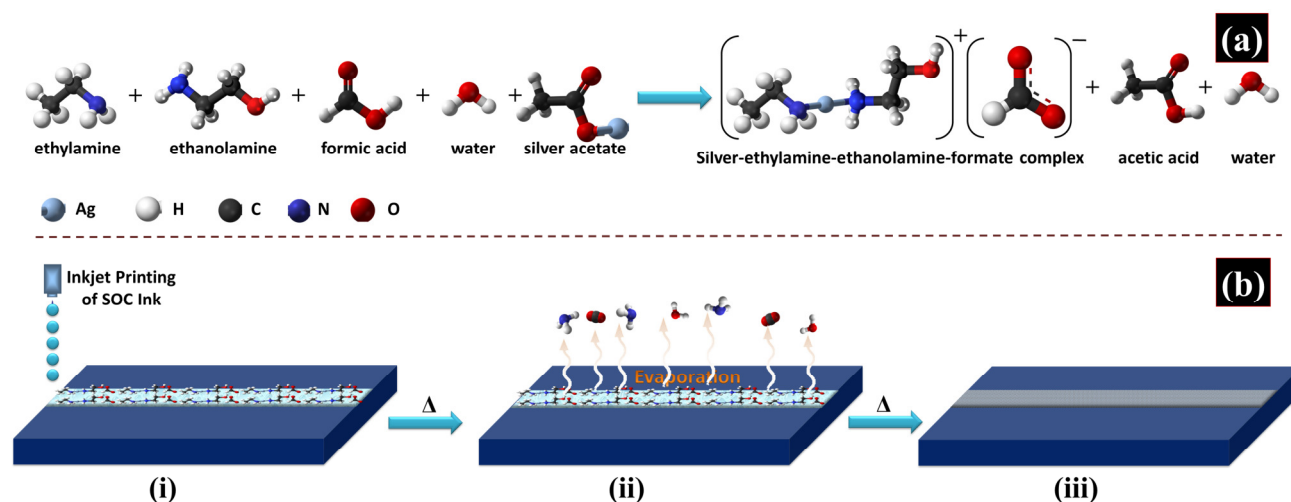 (a)
+ −
+ + + + + +
ethylamine ethanolamine formic acid water silver acetate
Silver-ethylamine-ethanolamine-formate complex acetic acid water
Ag H C N O
(b)
Inkjet Printing
of SOC Ink
Evaporation
Δ Δ
(i) (ii) (iii)